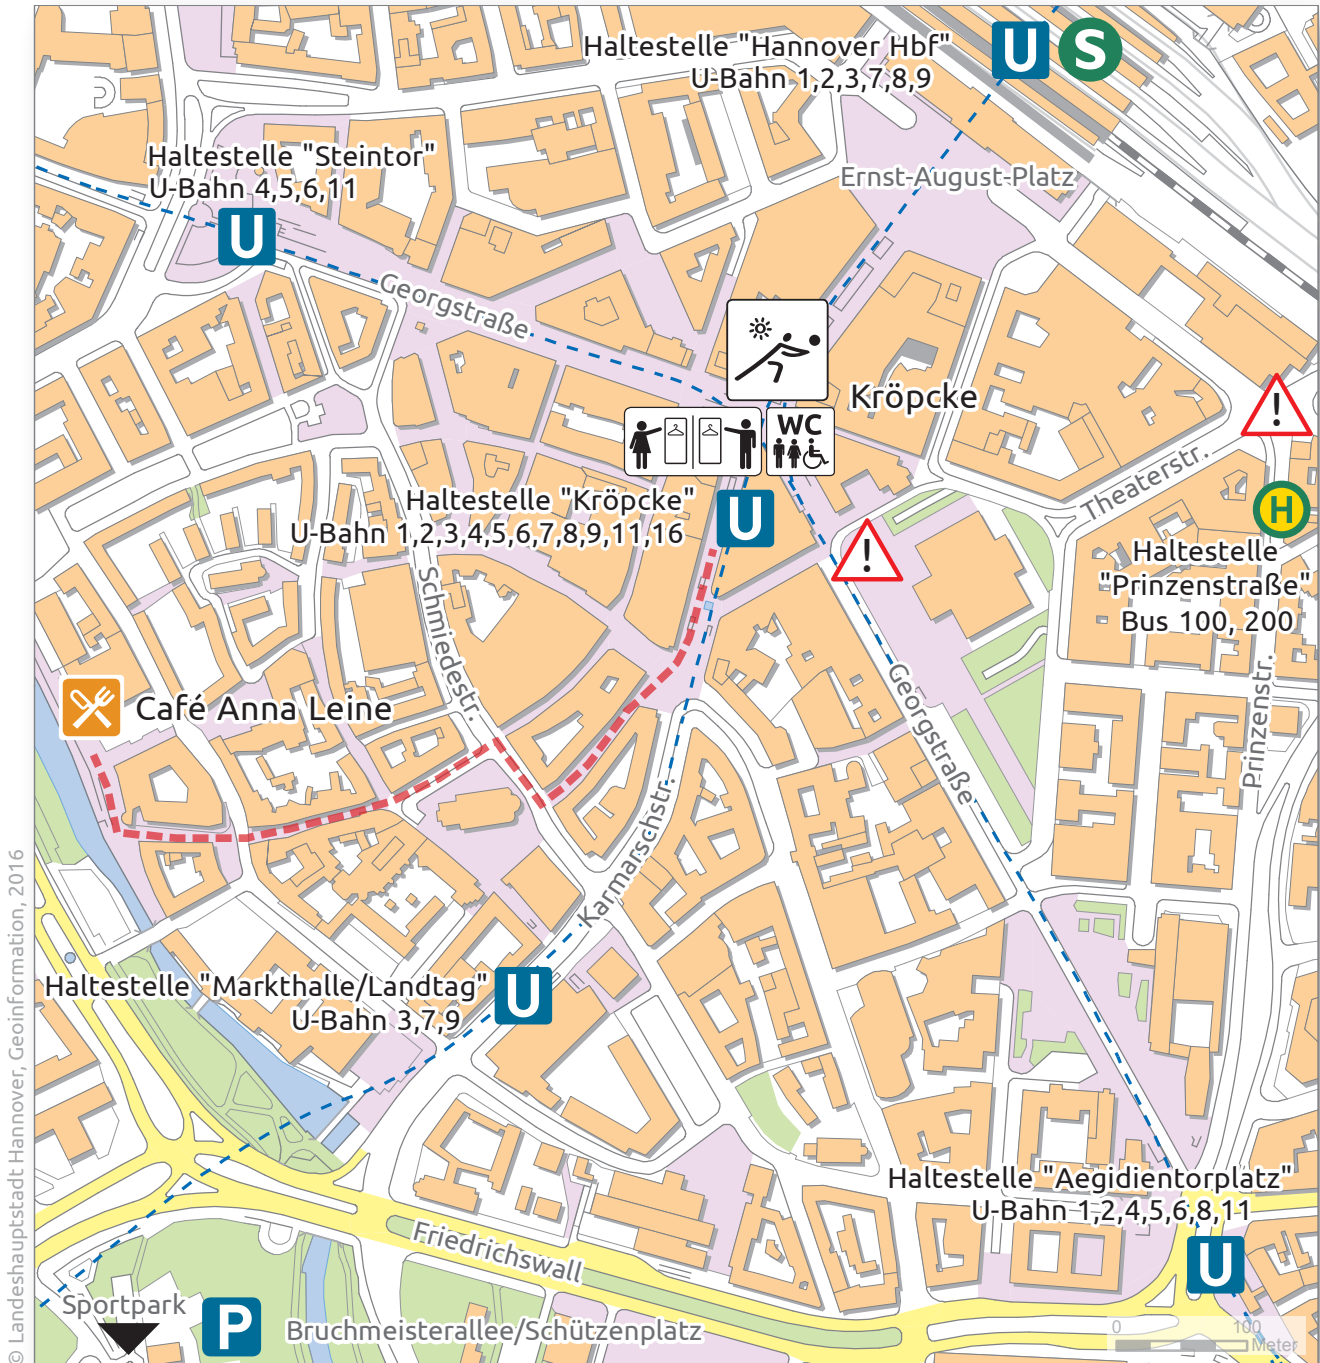 Haltestelle "Hannover Hbf"
U-Bahn 1,2,3,7,8,9
U
S
Haltestelle "Steintor"
U-Bahn 4,5,6,11
U
Ernst-August-Platz
Georgstraße
Kröpcke
WC
!
Theaterstr.
Haltestelle "Kröpcke"
U-Bahn 1,2,3,4,5,6,7,8,9,11,16
U
H
!
Haltestelle
"Prinzenstraße"
Bus 100, 200
Schmiedestr.
Café Anna Leine
Georgstraße
Prinzenstr.
Karmarschstr.
Haltestelle "Markthalle/Landtag"
U-Bahn 3,7,9
U
Haltestelle "Aegidientorplatz"
U-Bahn 1,2,4,5,6,8,11
U
Friedrichswall
Sportpark
P
Bruchmeisterallee/Schützenplatz
0 100
Meter
© Landeshauptstadt Hannover, Geoinformation, 2016